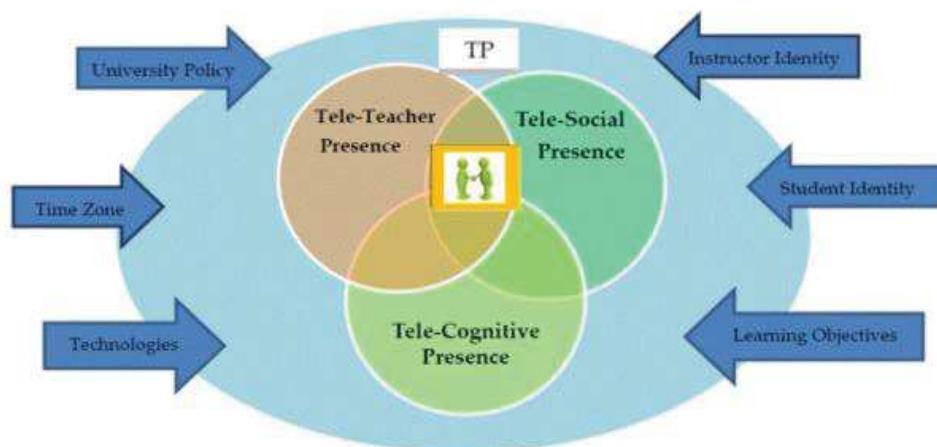 TP
University Policy
Instructor Identity
Tele-Teacher
Presence
Tele-Social
Presence
Time Zone
Student Identity
Tele-Cognitive
Presence
Technologies
Learning Objectives